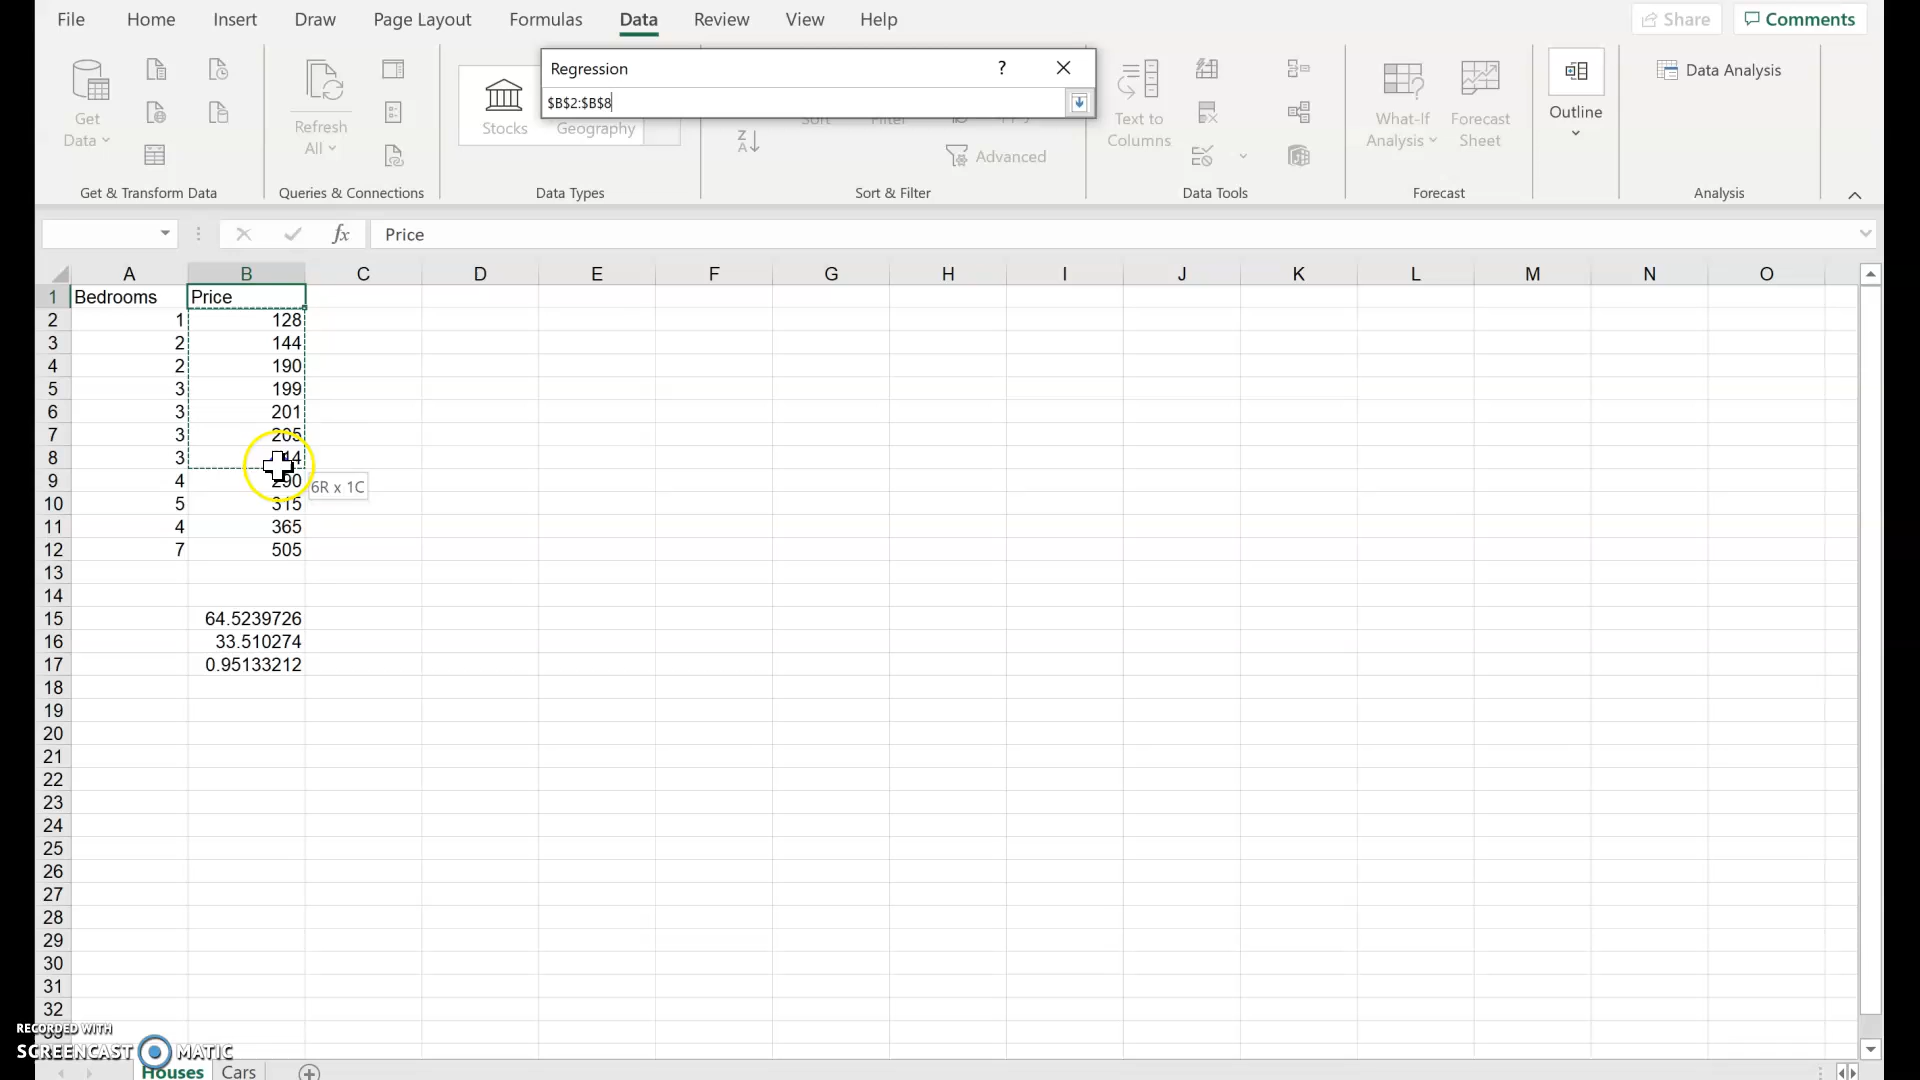 File Home Insert Draw Page Layout Formulas Data Review View Help Share Comments
Regression ?
$B$2:$B$8
Get Data
Refresh All
Stocks
Geography
Sort
Filter
Advanced
Text to Columns
What-If Analysis
Forecast Sheet
Outline
Data Analysis
Get & Transform Data Queries & Connections Data Types Sort & Filter Data Tools Forecast Analysis
fx Price
A B C D E F G H I J K L M N O
1 Bedrooms Price
2 1 128
3 2 144
4 2 190
5 3 199
6 3 201
7 3 205
8 3
9 4 290
6R x 1C
10 5 315
11 4 365
12 7 505
13
14
15 64.5239726
16 33.510274
17 0.95133212
18
19
20
21
22
23
24
25
26
27
28
29
30
31
32
RECORDED WITH
SCREENCAST MATIC
Houses Cars